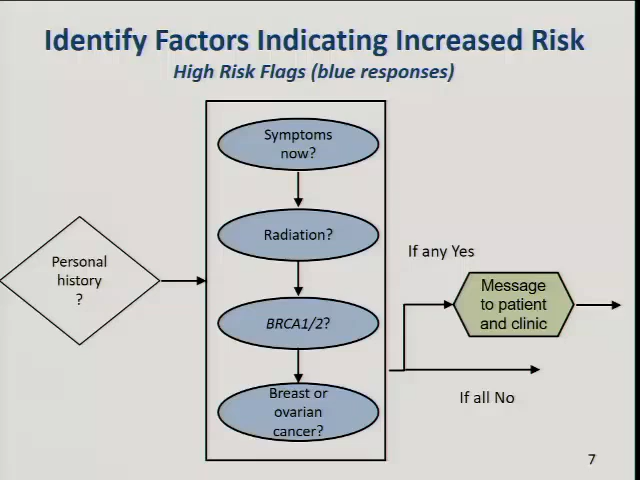 Identify Factors Indicating Increased Risk
High Risk Flags (blue responses)
Symptoms
now?
Radiation?
BRCA1/2?
Breast or
ovarian
cancer?
Personal
history
?
If any Yes
Message
to patient
and clinic
If all No
7